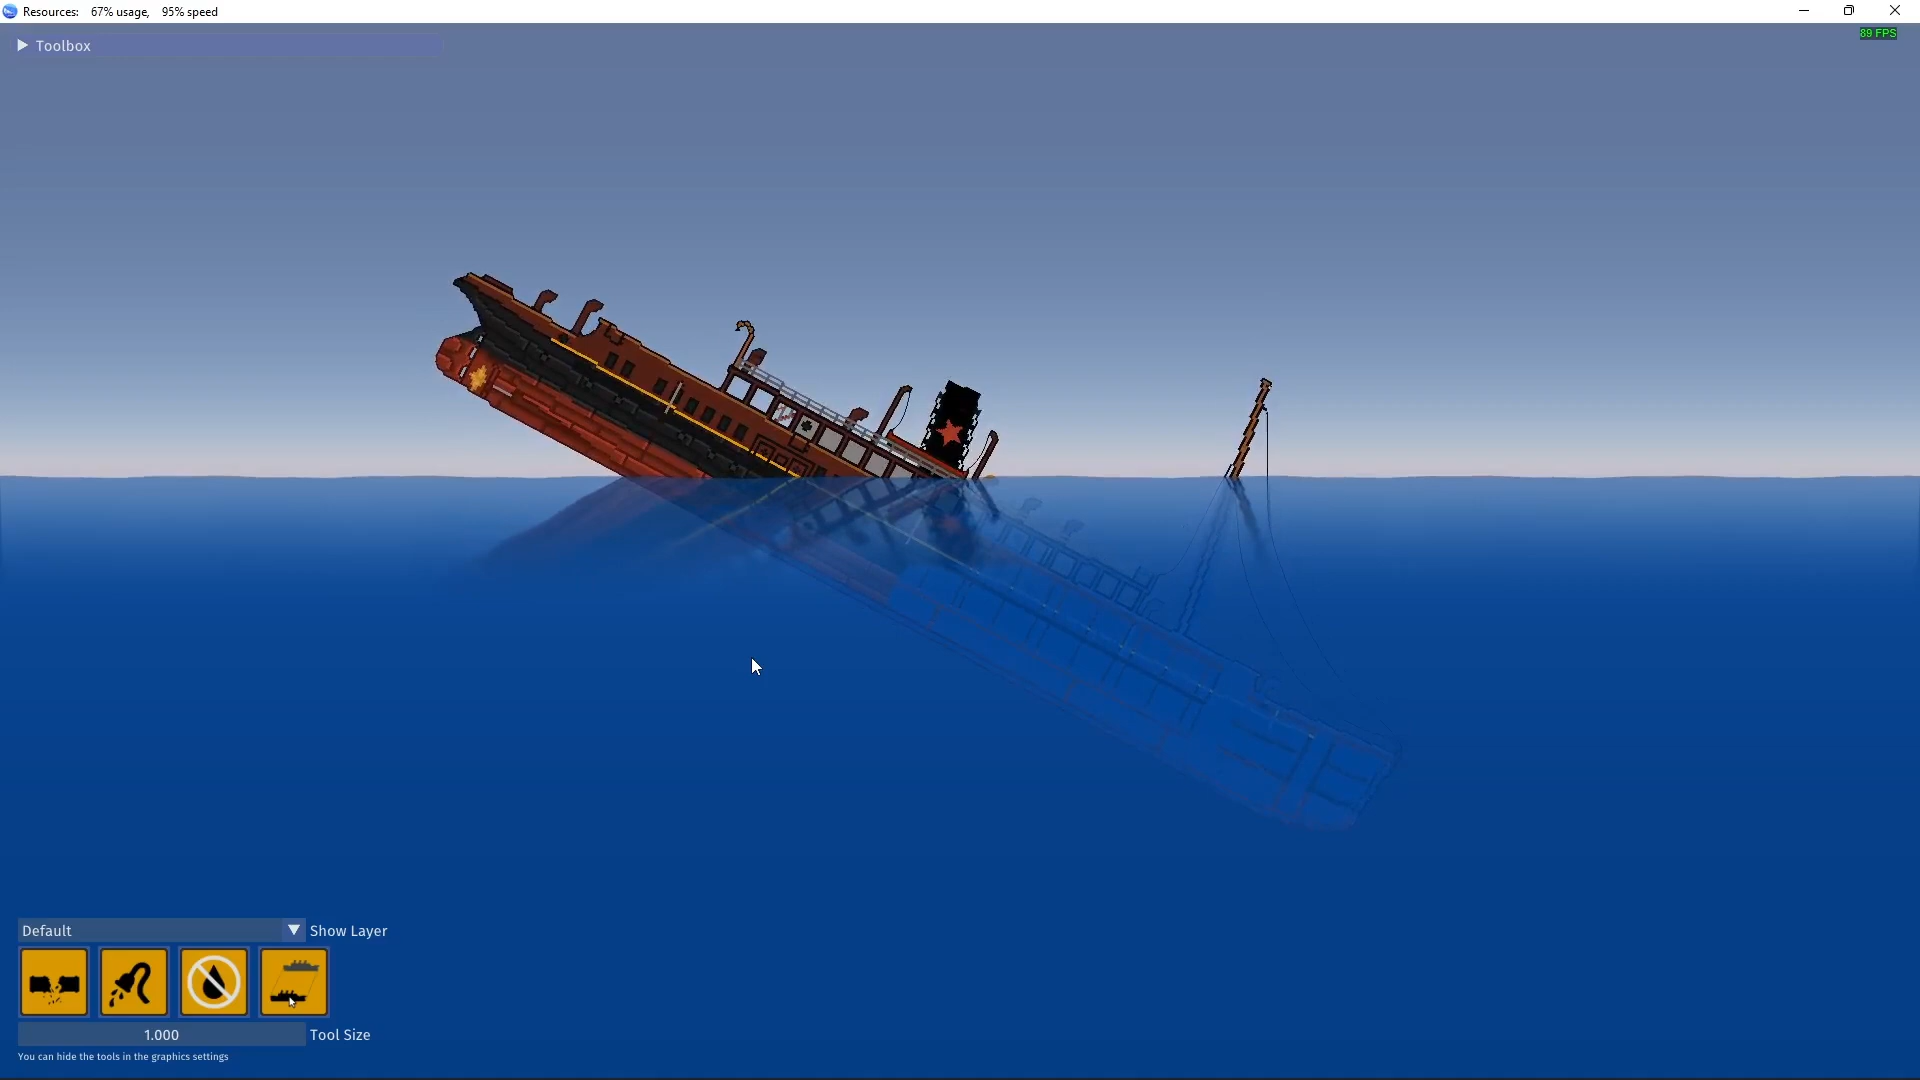 Resources: 67% usage, 95% speed
89 FPS
Toolbox
Default
Show Layer
1.000
Tool Size
You can hide the tools in the graphics settings